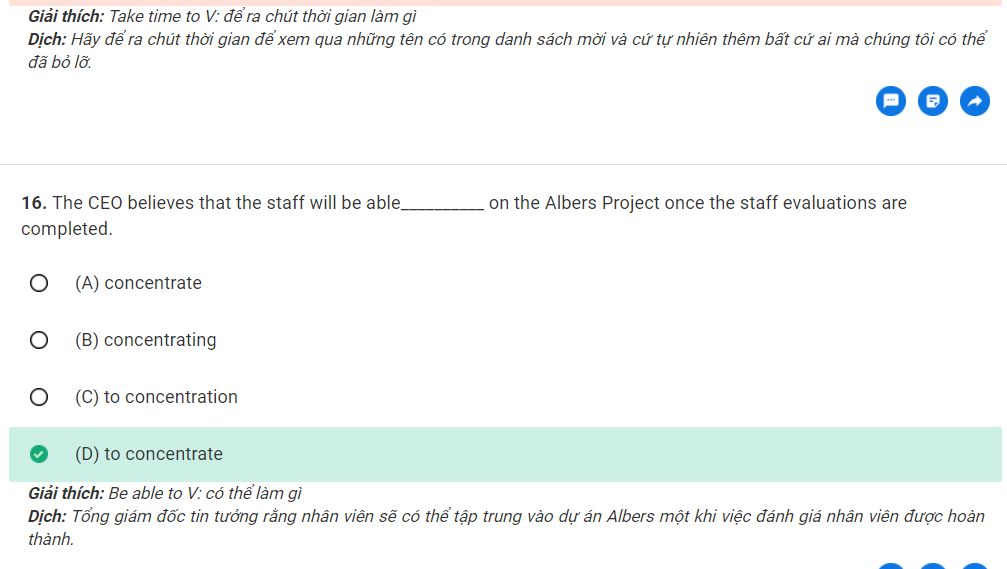 Giải thích: Take time to V: để ra chút thời gian làm gì
Dịch: Hãy để ra chút thời gian để xem qua những tên có trong danh sách mời và cứ tự nhiên thêm bất cứ ai mà chúng tôi có thể
đã bỏ lỡ.
16. The CEO believes that the staff will be able__________ on the Albers Project once the staff evaluations are
completed.
(A) concentrate
(B) concentrating
(C) to concentration
(D) to concentrate
Giải thích: Be able to V: có thể làm gì
Dịch: Tổng giám đốc tin tưởng rằng nhân viên sẽ có thể tập trung vào dự án Albers một khi việc đánh giá nhân viên được hoàn
thành.